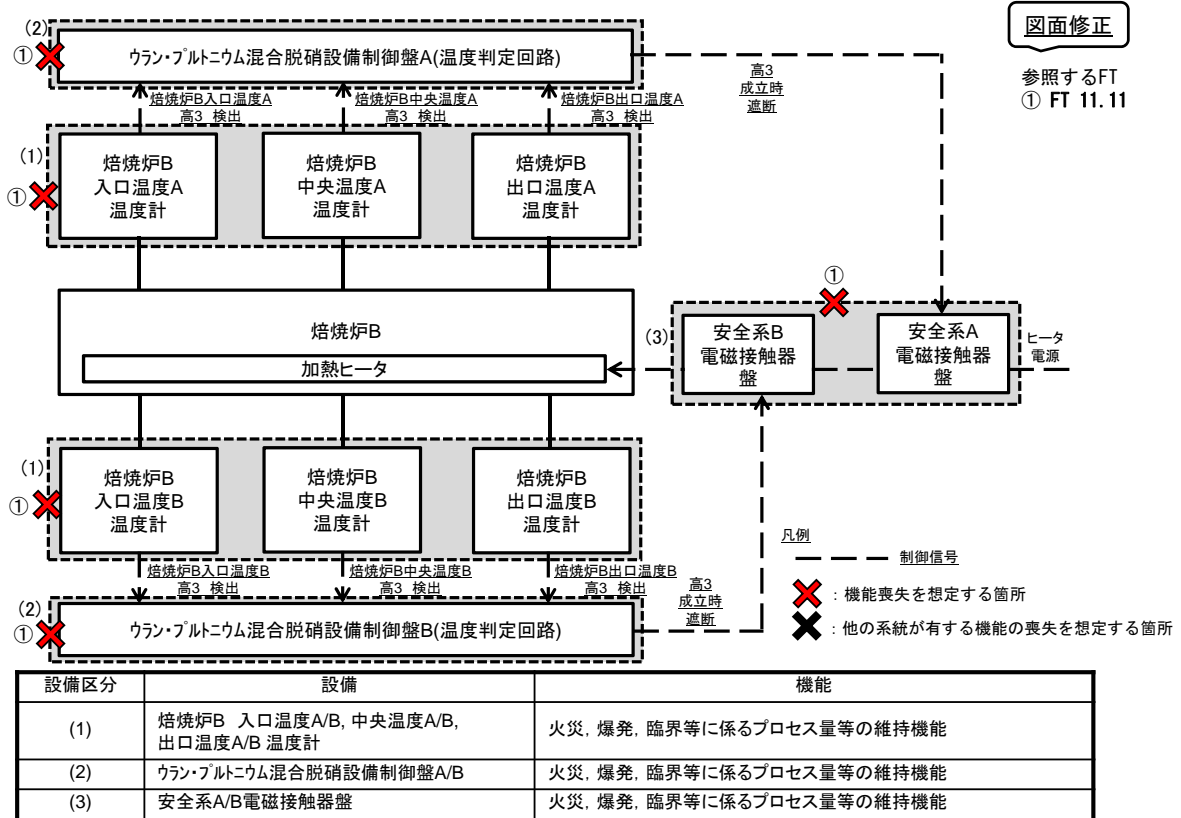 (2)
①
ウラン・プルトニウム混合脱硝設備制御盤A(温度判定回路)
図面修正
参照するFT
① FT 11.11
高3
成立時
遮断
焙焼炉B入口温度A
高3 検出
焙焼炉B中央温度A
高3 検出
焙焼炉B出口温度A
高3 検出
(1)
①
焙焼炉B
入口温度A
温度計
焙焼炉B
中央温度A
温度計
焙焼炉B
出口温度A
温度計
焙焼炉B
加熱ヒータ
①
(3)
安全系B
電磁接触器
盤
安全系A
電磁接触器
盤
ヒータ
電源
(1)
①
焙焼炉B
入口温度B
温度計
焙焼炉B
中央温度B
温度計
焙焼炉B
出口温度B
温度計
焙焼炉B入口温度B
高3 検出
焙焼炉B中央温度B
高3 検出
焙焼炉B出口温度B
高3 検出
高3
成立時
遮断
(2)
①
ウラン・プルトニウム混合脱硝設備制御盤B(温度判定回路)
凡例
制御信号
：機能喪失を想定する箇所
：他の系統が有する機能の喪失を想定する箇所
設備区分 設備 機能
(1) 焙焼炉B 入口温度A/B, 中央温度A/B,
出口温度A/B 温度計 火災, 爆発, 臨界等に係るプロセス量等の維持機能
(2) ウラン・プルトニウム混合脱硝設備制御盤A/B 火災, 爆発, 臨界等に係るプロセス量等の維持機能
(3) 安全系A/B電磁接触器盤 火災, 爆発, 臨界等に係るプロセス量等の維持機能